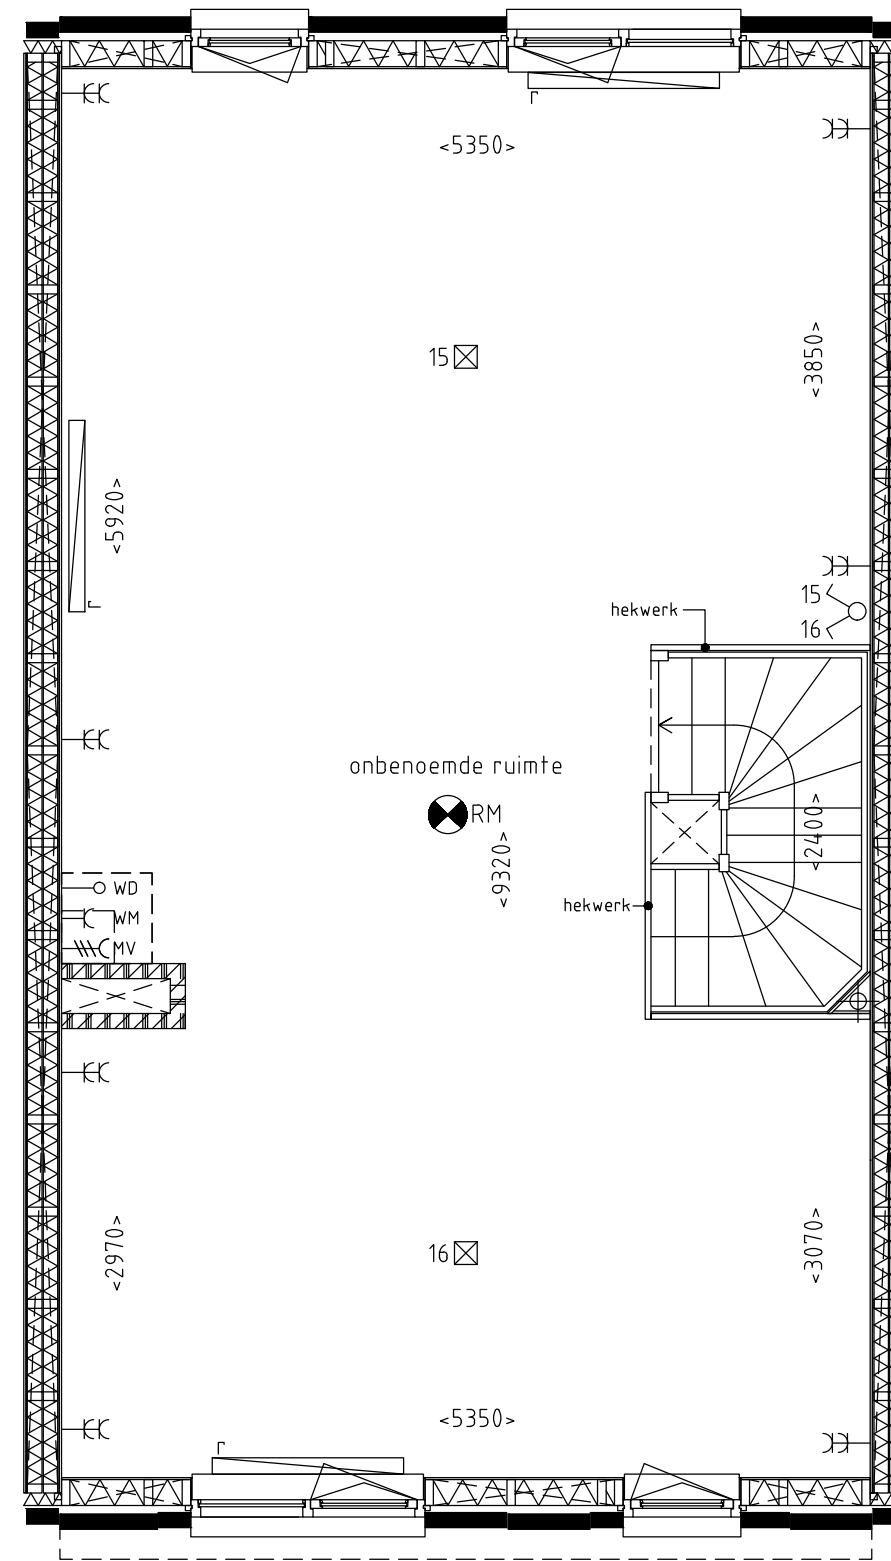 r
<5350>
15
<3850>
<5920>
r
15
hekwerk
16
onbenoemde ruimte
RM
<2400>
<9320>
WD
hekwerk
WM
MV
<2970>
16
<3070>
<5350>
r